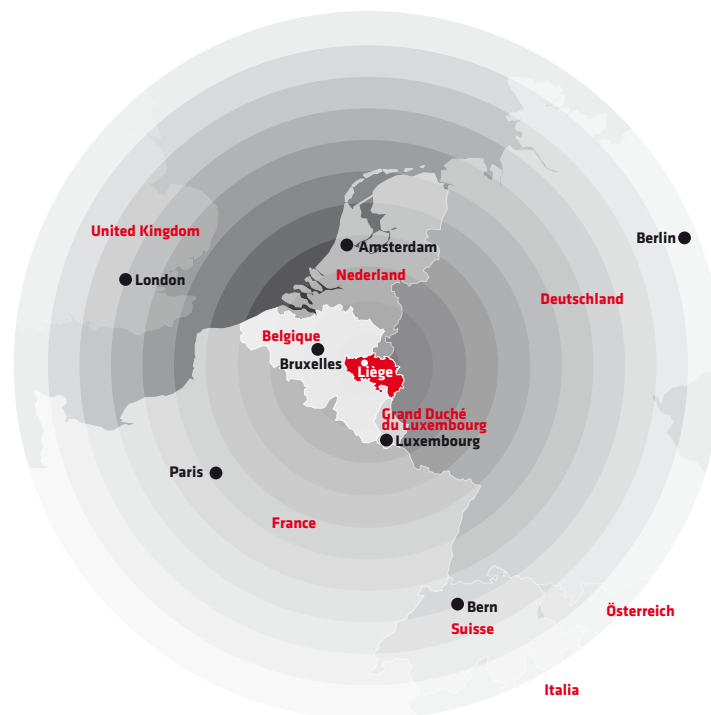 United Kingdom
Berlin
Amsterdam
Nederland
London
Deutschland
Belgique
Bruxelles
Liège
Grand Duché
du Luxembourg
Luxembourg
Paris
France
Bern
Österreich
Suisse
Italia